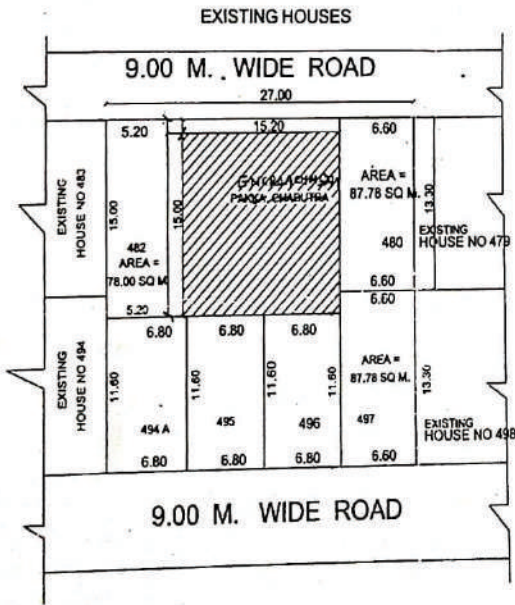 EXISTING HOUSES
9.00 M. WIDE ROAD
27.00
5.20
15.20
6.60
EXISTING
HOUSE NO 483
15.00
15.00
PAKKA CHABUTRA
AREA =
87.78 SQ M.
13.30
480
EXISTING
HOUSE NO 479
482
AREA =
78.00 SQ M.
5.20
6.60
6.60
6.80
6.80
6.80
EXISTING
HOUSE NO 494
11.60
11.60
11.60
11.60
AREA =
87.78 SQ M.
13.30
494 A
495
496
497
EXISTING
HOUSE NO 498
6.80
6.80
6.80
6.60
9.00 M. WIDE ROAD